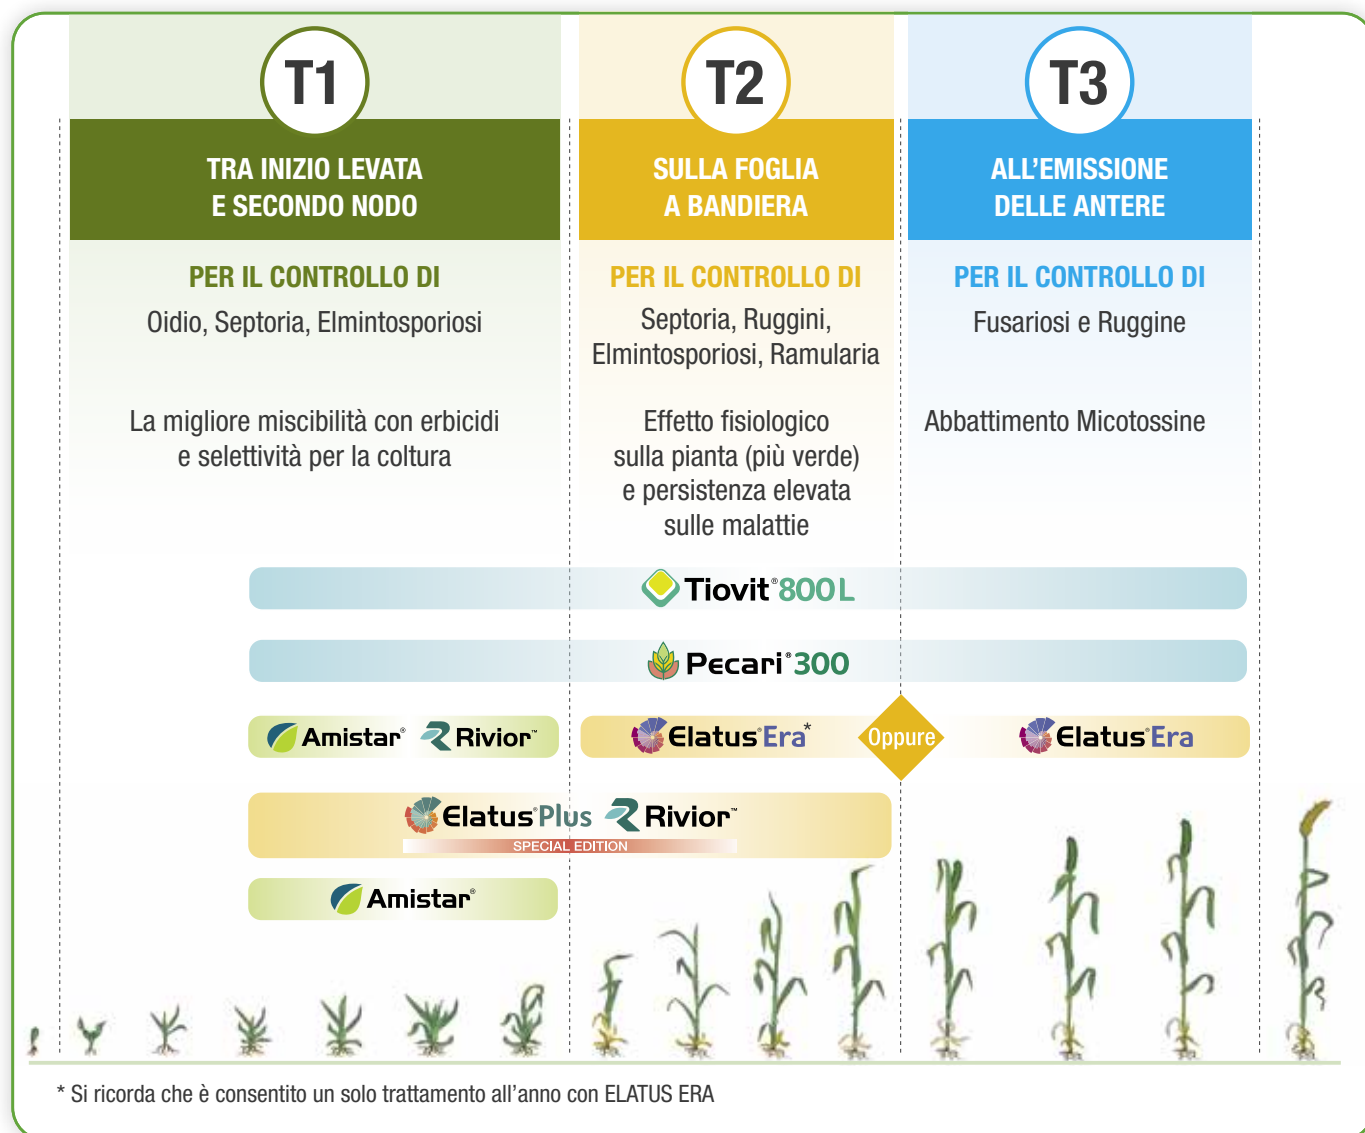 T1
TRA INIZIO LEVATA
E SECONDO NODO
PER IL CONTROLLO DI
Oidio, Septoria, Elmintosporiosi
La migliore miscibilità con erbicidi
e selettività per la coltura
T2
SULLA FOGLIA
A BANDIERA
PER IL CONTROLLO DI
Septoria, Ruggini,
Elmintosporiosi, Ramularia
Effetto fisiologico
sulla pianta (più verde)
e persistenza elevata
sulle malattie
T3
ALL'EMISSIONE
DELLE ANTERE
PER IL CONTROLLO DI
Fusariosi e Ruggine
Abbattimento Micotossine
Tiovit® 800 L
Pecari® 300
Amistar® Rivior™
Elatus® Era*
Oppure
Elatus® Era
Elatus® Plus Rivior™
SPECIAL EDITION
Amistar®
* Si ricorda che è consentito un solo trattamento all'anno con ELATUS ERA